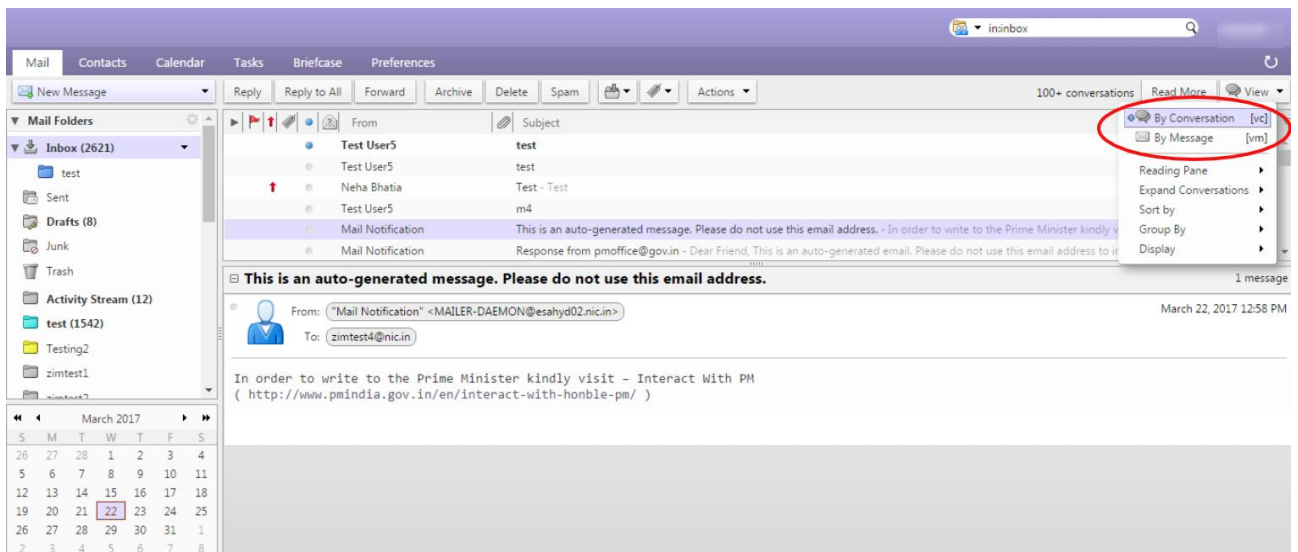 in:inbox
Mail Contacts Calendar Tasks Briefcase Preferences
New Message Reply Reply to All Forward Archive Delete Spam Actions 100+ conversations Read More View
Mail Folders
Inbox (2621)
test
Sent
Drafts (8)
Junk
Trash
Activity Stream (12)
test (1542)
Testing2
zimtest1
From Subject
Test User5 test
Test User5 test
Neha Bhatia Test - Test
Test User5 m4
Mail Notification This is an auto-generated message. Please do not use this email address. - In order to write to the Prime Minister kindly
Mail Notification Response from pmoffice@gov.in - Dear Friend, This is an auto-generated email. Please do not use this email address to
By Conversation [vc]
By Message [vm]
Reading Pane
Expand Conversations
Sort by
Group By
Display
This is an auto-generated message. Please do not use this email address. 1 message
From: "Mail Notification" <MAILER-DAEMON@esahyd02.nic.in> March 22, 2017 12:58 PM
To: zimtest4@nic.in
In order to write to the Prime Minister kindly visit – Interact With PM
( http://www.pmindia.gov.in/en/interact-with-honble-pm/ )
March 2017
S M T W T F S
26 27 28 1 2 3 4
5 6 7 8 9 10 11
12 13 14 15 16 17 18
19 20 21 22 23 24 25
26 27 28 29 30 31 1
2 3 4 5 6 7 8